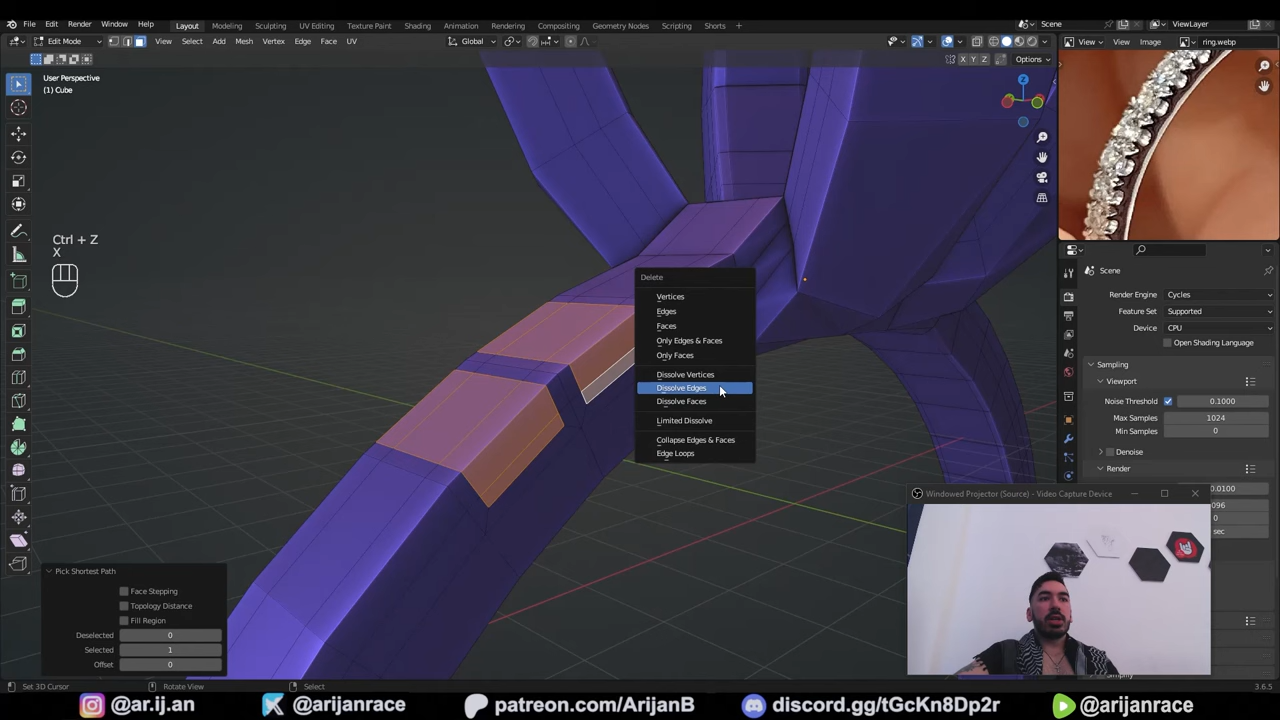 File Edit Render Window Help Layout Modeling Sculpting UV Editing Texture Paint Shading Animation Rendering Compositing Geometry Nodes Scripting Shorts + Scene ViewLayer
Edit Mode View Select Add Mesh Vertex Edge Face UV Global View View Image ring.webp
X Y Z Options
User Perspective
(1) Cube
Ctrl + Z
X
Delete
Vertices
Edges
Faces
Only Edges & Faces
Only Faces
Dissolve Vertices
Dissolve Edges
Dissolve Faces
Limited Dissolve
Collapse Edges & Faces
Edge Loops
Scene
Render Engine Cycles
Feature Set Supported
Device CPU
Open Shading Language
Sampling
Viewport
Noise Threshold 0.1000
Max Samples 1024
Min Samples 0
Denoise
Render
0.0100
096
0
sec
Windowed Projector (Source) - Video Capture Device
Pick Shortest Path
Face Stepping
Topology Distance
Fill Region
Deselected 0
Selected 1
Offset 0
Set 3D Cursor Rotate View Select 3.6.5
@ar.ij.an @arijanrace patreon.com/ArijanB discord.gg/tGcKn8Dp2r @arijanrace